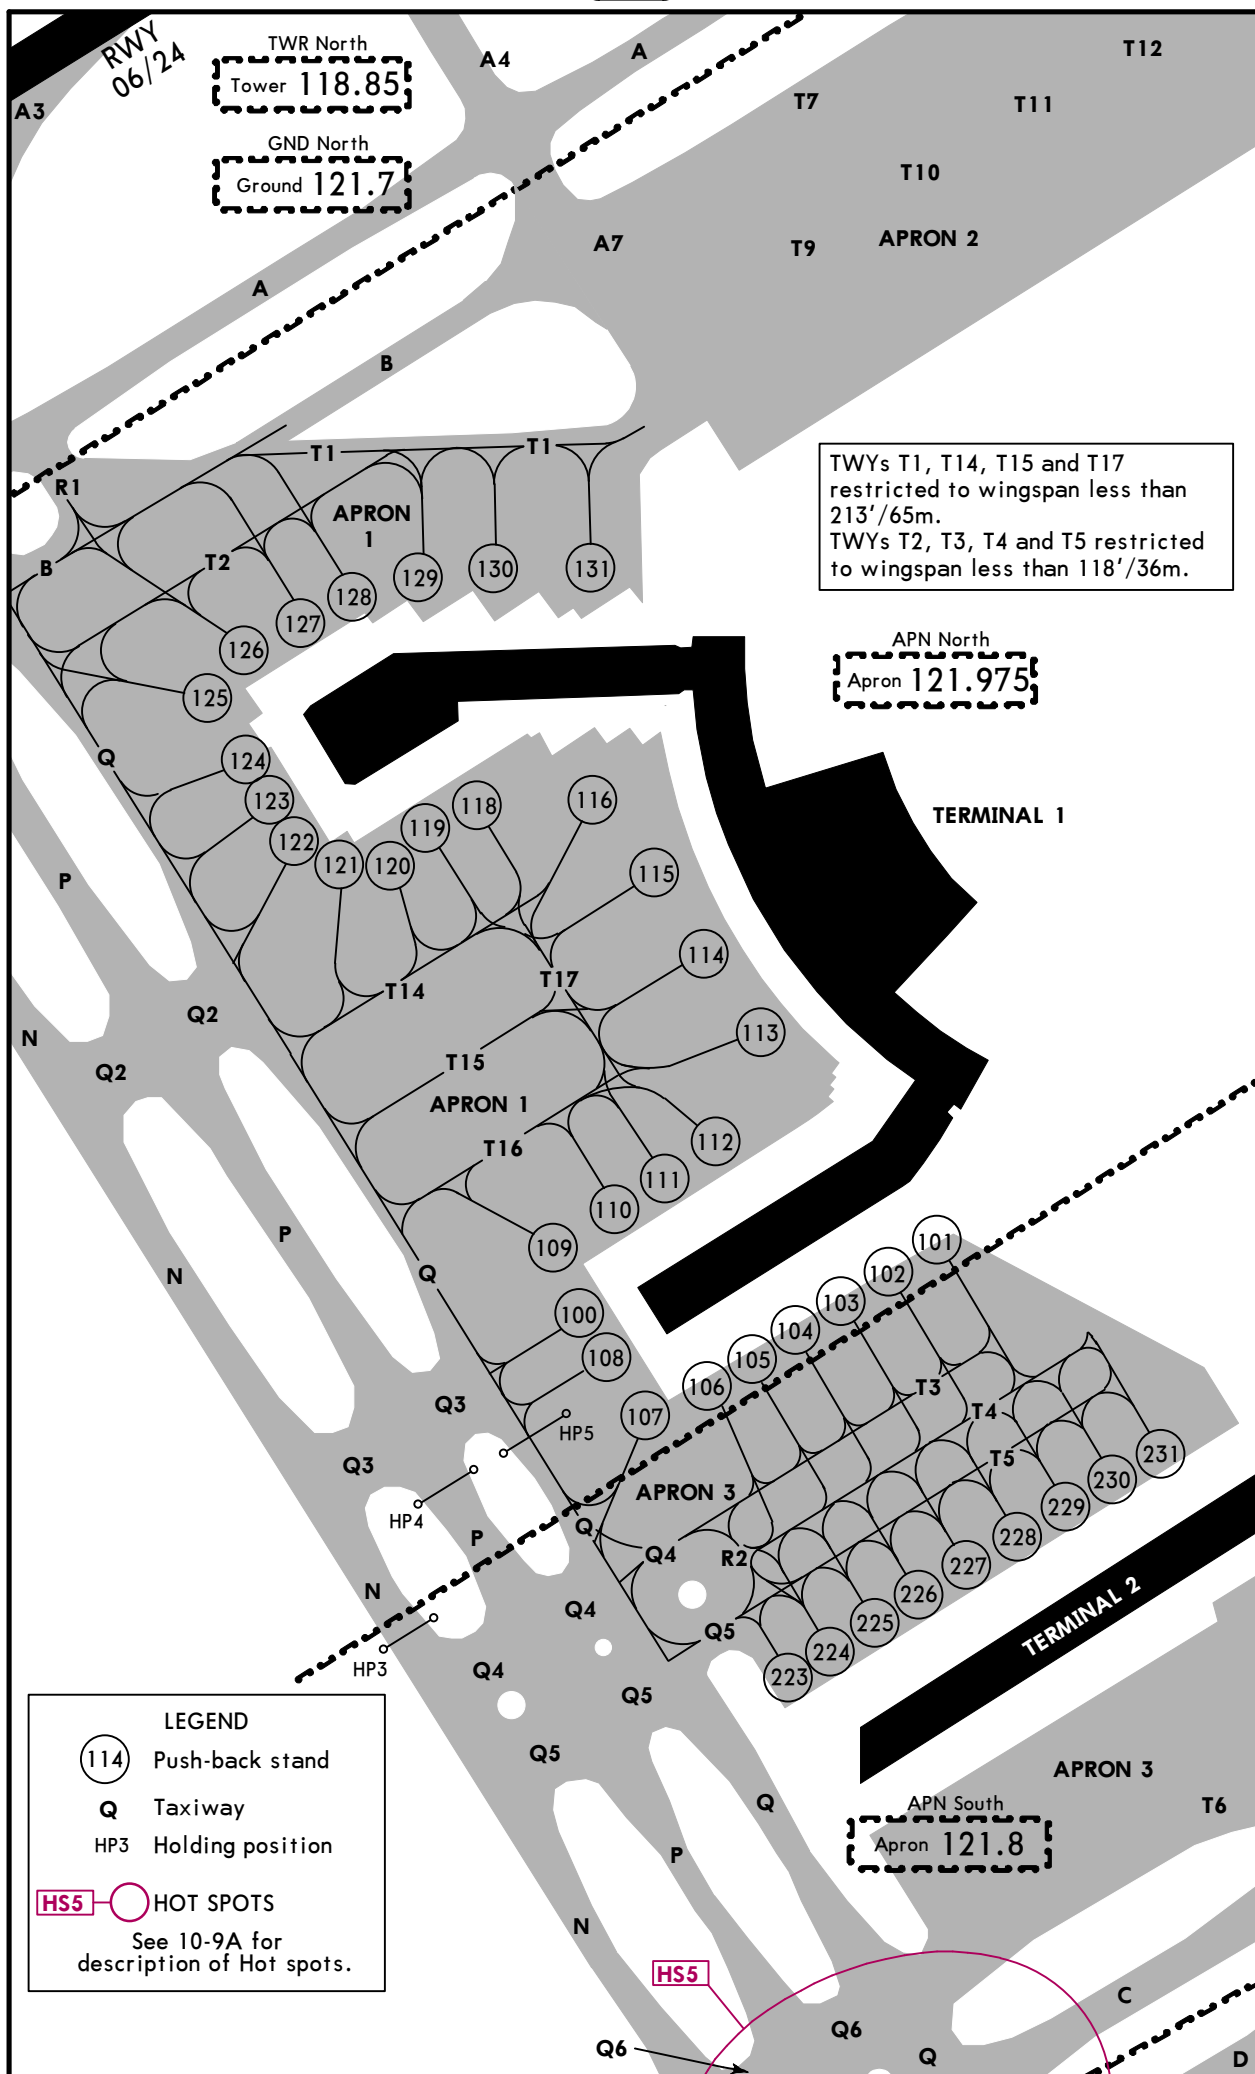 RWY
06/24
TWR North
Tower 118.85
GND North
Ground 121.7
A3
A4
A
T12
T7
T11
T10
A7
T9
APRON 2
A
B
T1
T1
R1
APRON
1
B
T2
129
130
131
128
127
126
125
TWYs T1, T14, T15 and T17
restricted to wingspan less than
213'/65m.
TWYs T2, T3, T4 and T5 restricted
to wingspan less than 118'/36m.
APN North
Apron 121.975
Q
124
123
122
121
120
119
118
116
115
114
113
TERMINAL 1
P
T14
T17
Q2
N
Q2
T15
APRON 1
T16
112
111
110
109
P
N
Q
100
108
107
101
102
103
104
105
106
Q3
HP5
Q3
HP4
T3
T4
T5
APRON 3
231
230
229
228
227
226
225
224
223
P
Q
Q4
R2
N
Q4
Q5
HP3
Q4
Q5
Q5
TERMINAL 2
LEGEND
114 Push-back stand
Q Taxiway
HP3 Holding position
HS5 HOT SPOTS
See 10-9A for
description of Hot spots.
APRON 3
T6
Q
APN South
Apron 121.8
P
N
HS5
C
Q6
Q6
Q
D